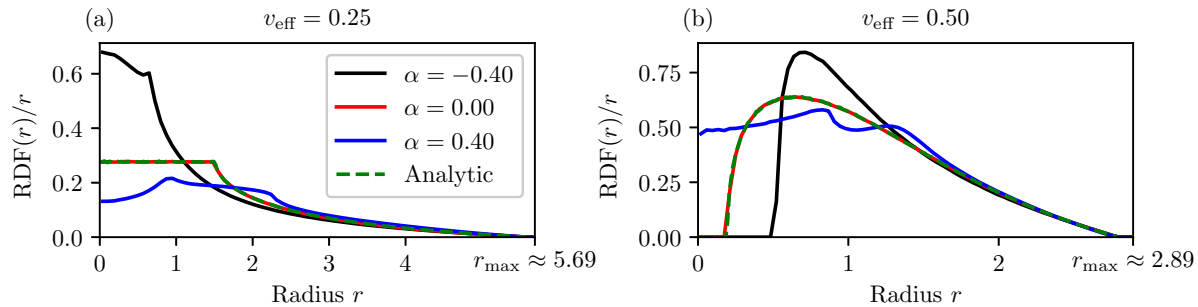 (a)
v_eff = 0.25
RDF(r)/r
0.6
0.4
0.2
0.0
0
1
2
3
4
r_max ≈ 5.69
Radius r
α = −0.40
α = 0.00
α = 0.40
Analytic
(b)
v_eff = 0.50
RDF(r)/r
0.75
0.50
0.25
0.00
0
1
2
r_max ≈ 2.89
Radius r